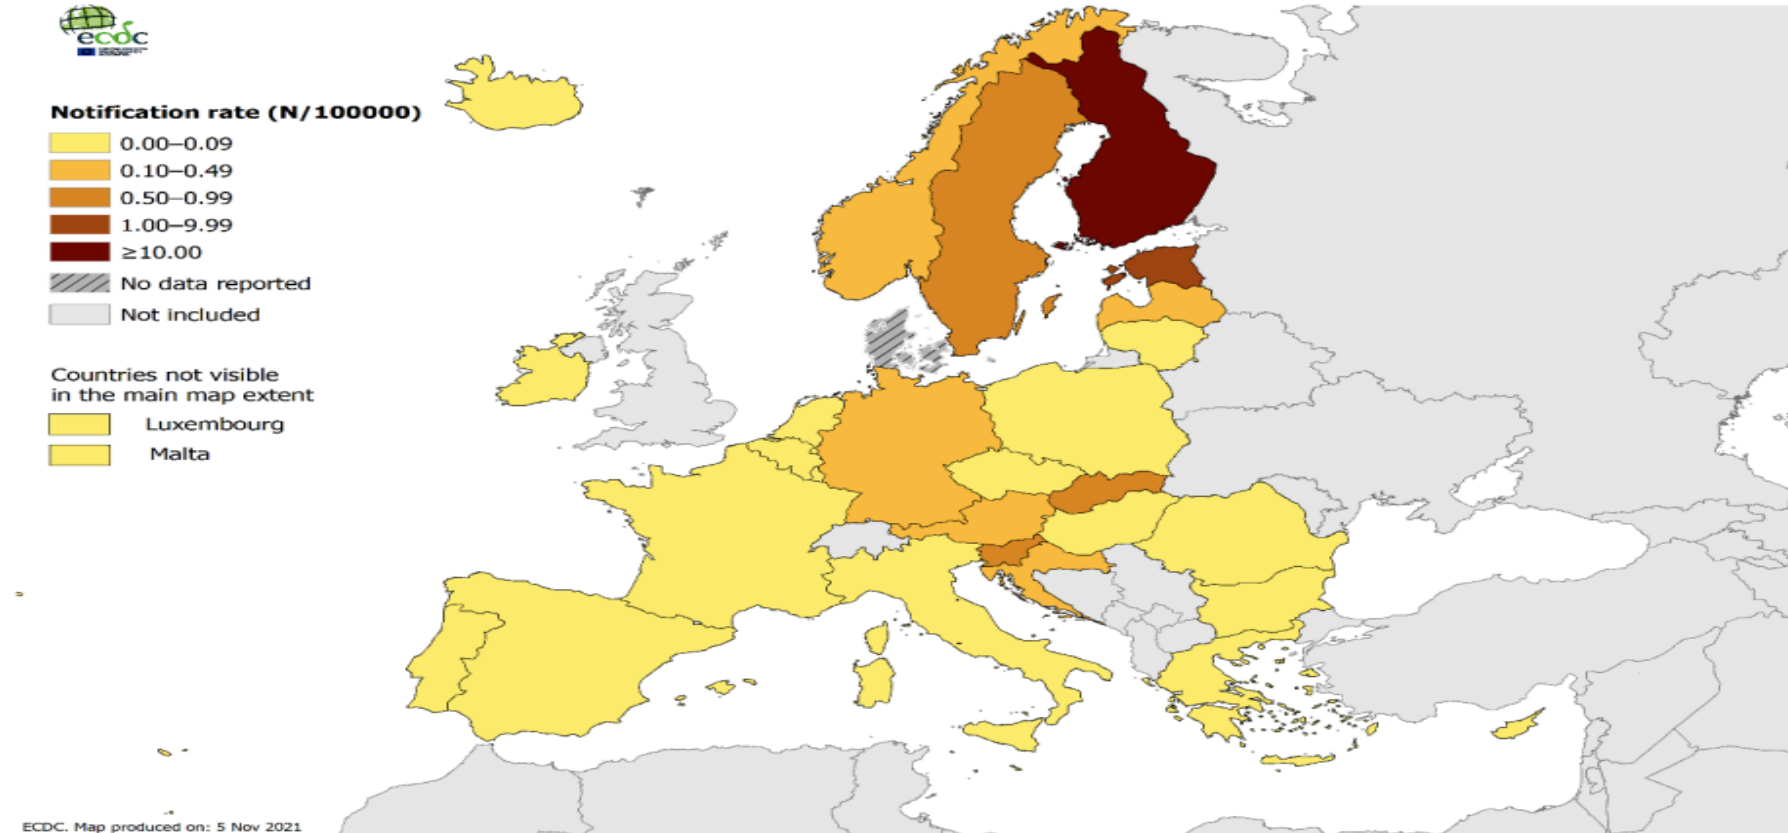 ecdc
Notification rate (N/100000)
0.00–0.09
0.10–0.49
0.50–0.99
1.00–9.99
≥10.00
No data reported
Not included
Countries not visible
in the main map extent
Luxembourg
Malta
ECDC. Map produced on: 5 Nov 2021